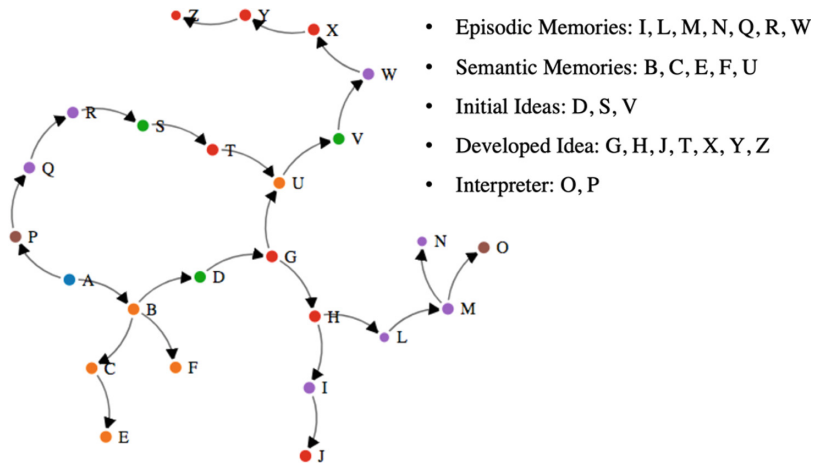 Z
Y
X
W
V
U
R
S
T
Q
P
A
B
D
G
C
F
E
H
L
M
N
O
I
J
• Episodic Memories: I, L, M, N, Q, R, W
• Semantic Memories: B, C, E, F, U
• Initial Ideas: D, S, V
• Developed Idea: G, H, J, T, X, Y, Z
• Interpreter: O, P